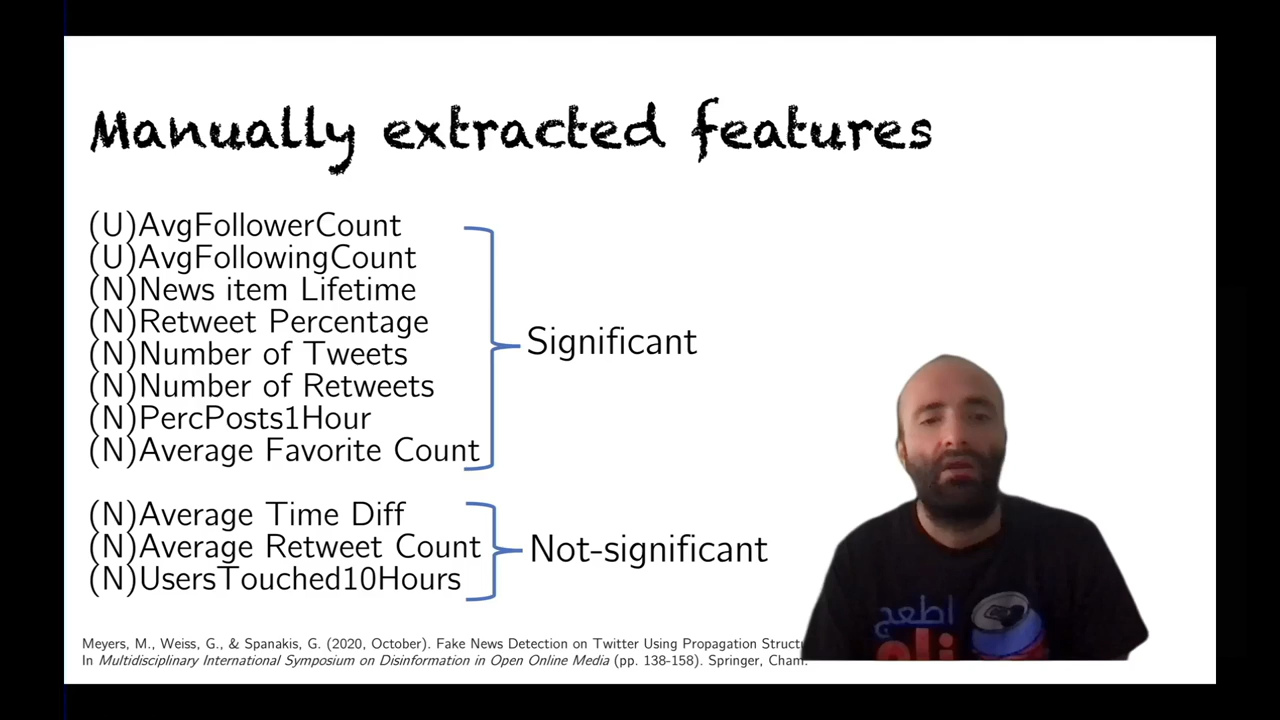 Manually extracted features
(U)AvgFollowerCount
(U)AvgFollowingCount
(N)News item Lifetime
(N)Retweet Percentage
(N)Number of Tweets
(N)Number of Retweets
(N)PercPosts1Hour
(N)Average Favorite Count
Significant
(N)Average Time Diff
(N)Average Retweet Count
(N)UsersTouched10Hours
Not-significant
Meyers, M., Weiss, G., & Spanakis, G. (2020, October). Fake News Detection on Twitter Using Propagation
In Multidisciplinary International Symposium on Disinformation in Open Online Media (pp. 138-158). Springer, Cham.
اطعج